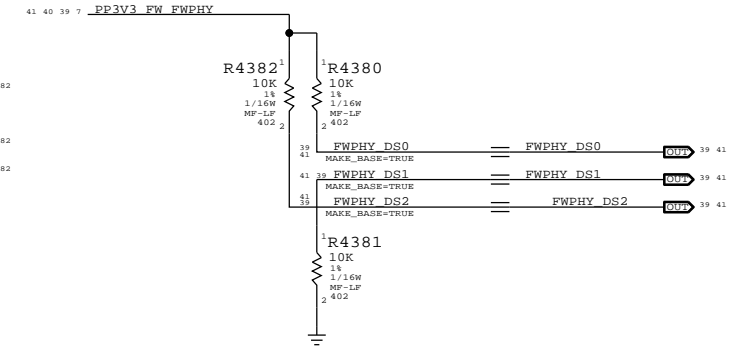 41 40 39 7 PP3V3_FW_FWPHY
1
R4382
10K
1%
1/16W
MF-LF
402
2
1
R4380
10K
1%
1/16W
MF-LF
402
2
82
82
82
39
41
FWPHY_DS0
MAKE_BASE=TRUE
FWPHY_DS0
OUT
39 41
41 39 FWPHY_DS1
MAKE_BASE=TRUE
FWPHY_DS1
OUT
39 41
41
39
FWPHY_DS2
MAKE_BASE=TRUE
FWPHY_DS2
OUT
39 41
1
R4381
10K
1%
1/16W
MF-LF
402
2